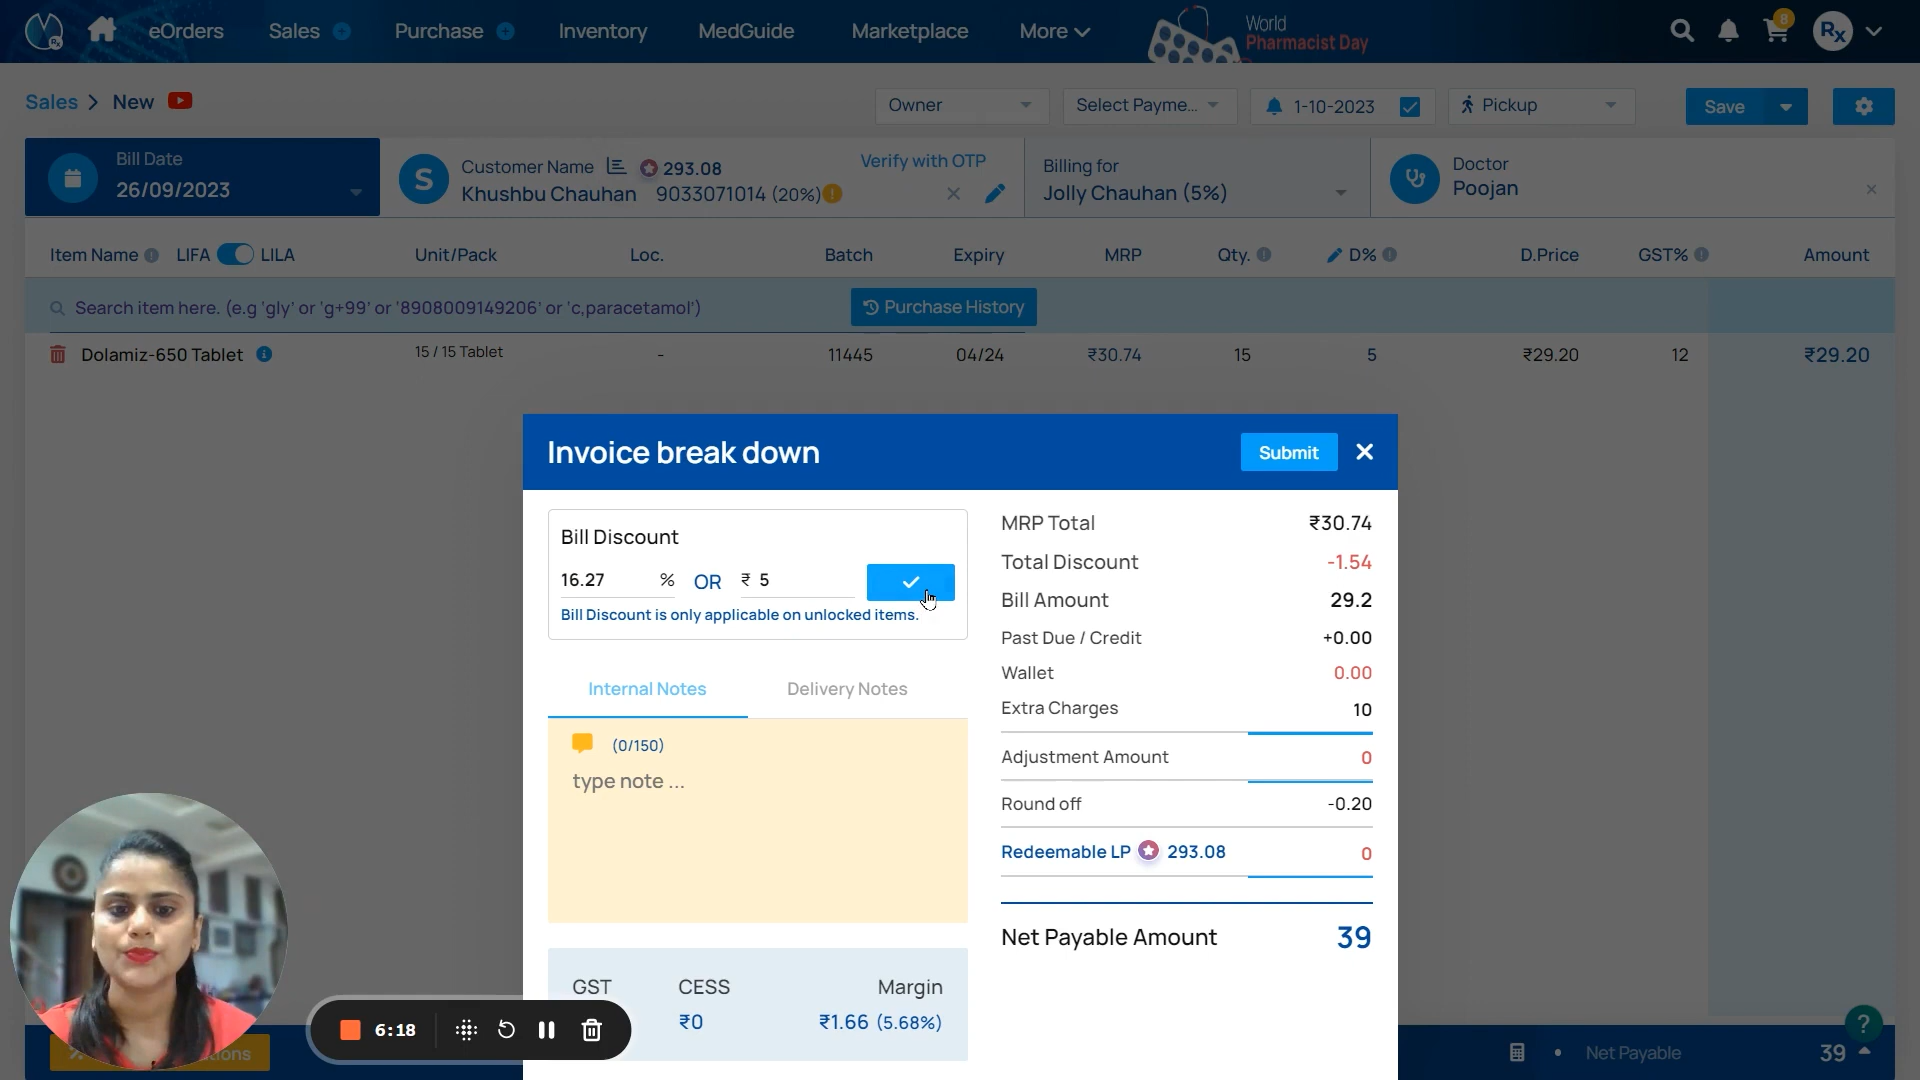 eOrders Sales Purchase Inventory MedGuide Marketplace More World Pharmacist Day 8 Rx
Sales > New Owner Select Payme... 1-10-2023 Pickup Save
Bill Date
26/09/2023
S
Customer Name 293.08 Verify with OTP
Khushbu Chauhan 9033071014 (20%)
Billing for
Jolly Chauhan (5%)
Doctor
Poojan
Item Name LIFA LILA Unit/Pack Loc. Batch Expiry MRP Qty. D% D.Price GST% Amount
Search item here. (e.g 'gly' or 'g+99' or '8908009149206' or 'c,paracetamol') Purchase History
Dolamiz-650 Tablet 15 / 15 Tablet - 11445 04/24 ₹30.74 15 5 ₹29.20 12 ₹29.20
Invoice break down Submit
Bill Discount
16.27 % OR ₹ 5
Bill Discount is only applicable on unlocked items.
Internal Notes Delivery Notes
(0/150)
type note ...
GST CESS Margin
₹0 ₹1.66 (5.68%)
MRP Total ₹30.74
Total Discount -1.54
Bill Amount 29.2
Past Due / Credit +0.00
Wallet 0.00
Extra Charges 10
Adjustment Amount 0
Round off -0.20
Redeemable LP 293.08 0
Net Payable Amount 39
6:18
?
Net Payable 39